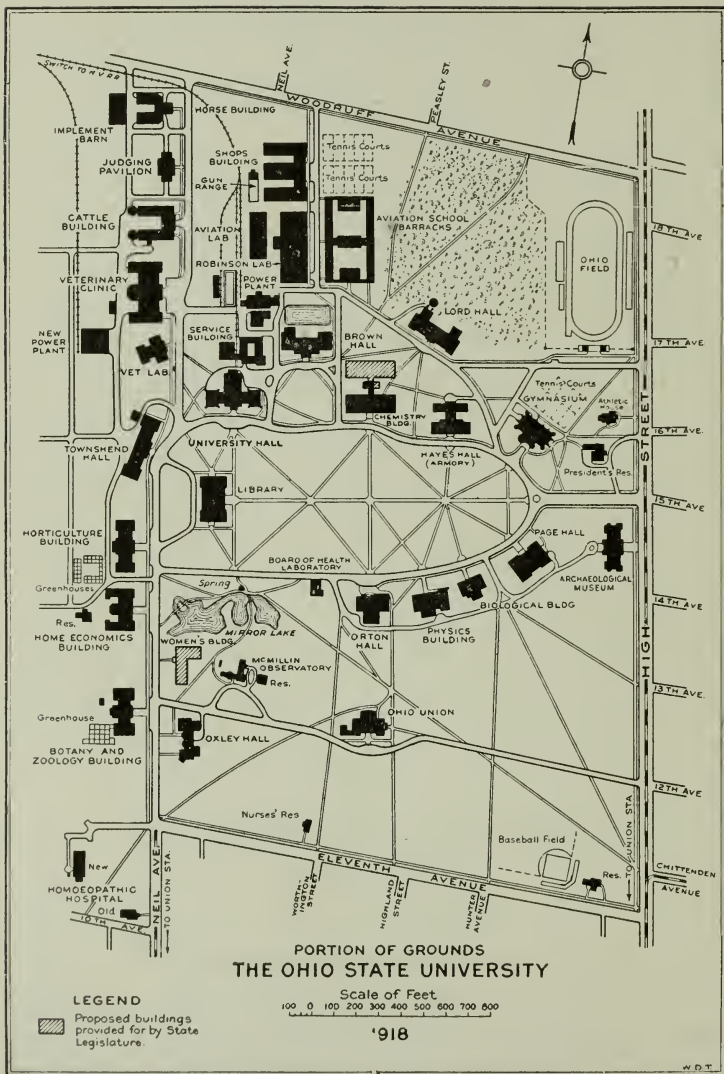 SWITCH TO H V R R
NEIL AVE.
PEASLEY ST.
WOODRUFF AVENUE
HORSE BUILDING
IMPLEMENT
BARN
JUDGING
PAVILION
SHOPS
BUILDING
GUN
RANGE
Tennis Courts
Tennis Courts
CATTLE
BUILDING
AVIATION
LAB
AVIATION SCHOOL
BARRACKS
18TH AVE
OHIO
FIELD
ROBINSON LAB
VETERINARY
CLINIC
POWER
PLANT
LORD HALL
NEW
POWER
PLANT
SERVICE
BUILDING
BROWN
HALL
17TH AVE.
VET LAB.
Tennis Courts
GYMNASIUM
Athletic
House
CHEMISTRY
BLDG.
16TH AVE.
TOWNSHEND
HALL
UNIVERSITY HALL
HAYES HALL
(ARMORY)
President's Res.
STREET
LIBRARY
15TH AVE
HORTICULTURE
BUILDING
PAGE HALL
BOARD OF HEALTH
LABORATORY
ARCHAEOLOGICAL
MUSEUM
Greenhouses
Spring
BIOLOGICAL BLDG
14TH AVE
Res.
MIRROR LAKE
ORTON
HALL
PHYSICS
BUILDING
HOME ECONOMICS
BUILDING
WOMEN'S BLDG.
HIGH
MCMILLIN
OBSERVATORY
Res.
13TH AVE.
Greenhouse
OHIO UNION
BOTANY AND
ZOOLOGY BUILDING
OXLEY HALL
12TH AVE
Nurses' Res
Baseball Field
TO UNION STA.
New
HOMOEOPATHIC
HOSPITAL
Old
10TH AVE.
NEIL AVE
TO UNION STA.
ELEVENTH AVENUE
WORTH-
INGTON
STREET
HIGHLAND
STREET
HUNTER
AVENUE
Res.
CHITTENDEN
AVENUE
PORTION OF GROUNDS
THE OHIO STATE UNIVERSITY
Scale of Feet
100 0 100 200 300 400 500 600 700 800
1918
LEGEND
Proposed buildings
provided for by State
Legislature.
W.D.T.